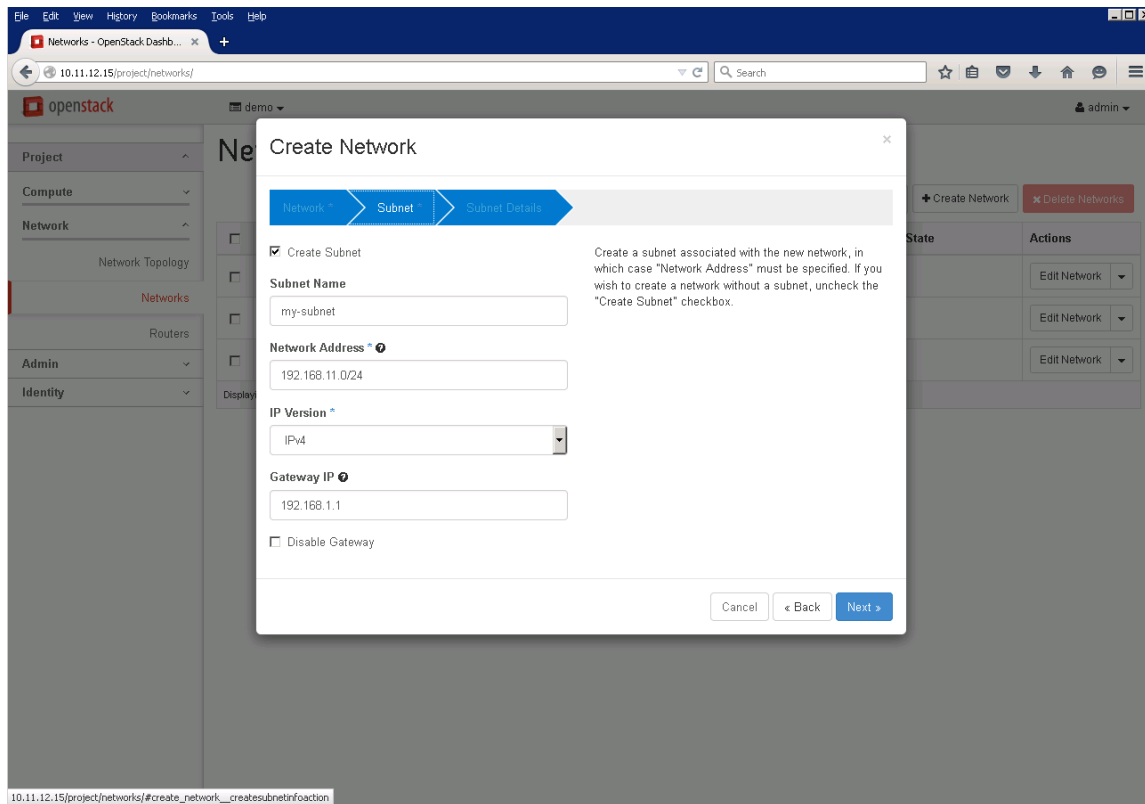 File Edit View History Bookmarks Tools Help
Networks - OpenStack Dashb... × +
10.11.12.15/project/networks/
Search
openstack
demo
admin
Project
Compute
Network
Network Topology
Networks
Routers
Admin
Identity
Ne
+ Create Network
× Delete Networks
State
Actions
Edit Network
Edit Network
Edit Network
Displayi
Create Network
×
Network *
Subnet *
Subnet Details
Create Subnet
Subnet Name
my-subnet
Network Address *
192.168.11.0/24
IP Version *
IPv4
Gateway IP
192.168.1.1
Disable Gateway
Create a subnet associated with the new network, in
which case "Network Address" must be specified. If you
wish to create a network without a subnet, uncheck the
"Create Subnet" checkbox.
Cancel
« Back
Next »
10.11.12.15/project/networks/#create_network__createsubnetinfoaction